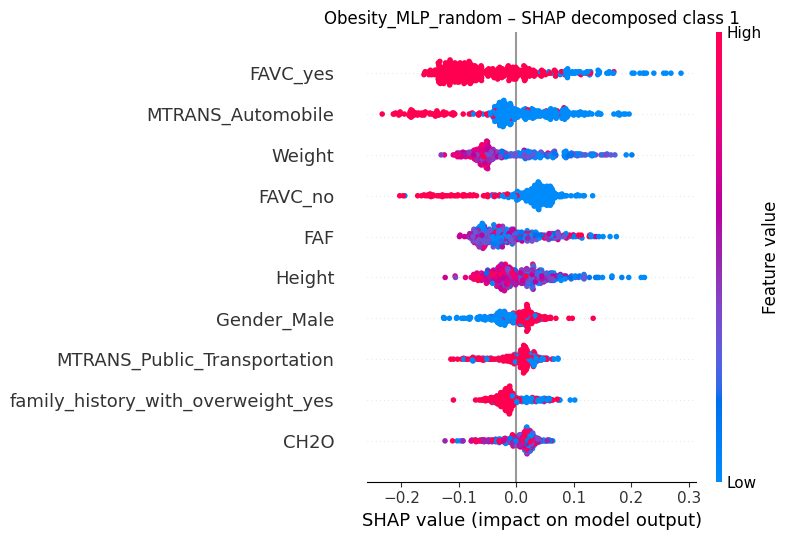 Obesity_MLP_random – SHAP decomposed class 1
High
FAVC_yes
MTRANS_Automobile
Weight
FAVC_no
FAF
Height
Gender_Male
MTRANS_Public_Transportation
family_history_with_overweight_yes
CH2O
Feature value
Low
−0.2 −0.1 0.0 0.1 0.2 0.3
SHAP value (impact on model output)